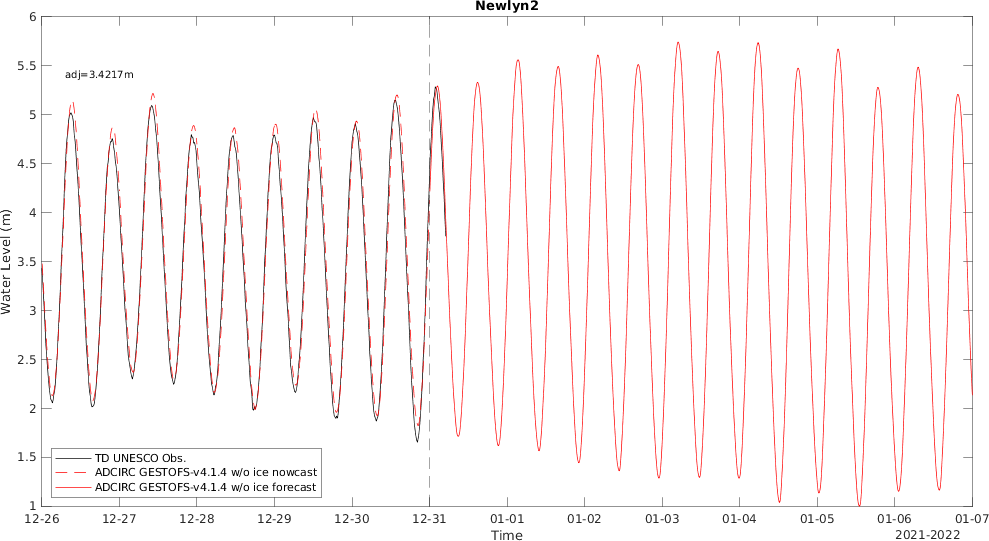 Newlyn2
adj=3.4217m
Water Level (m)
6
5.5
5
4.5
4
3.5
3
2.5
2
1.5
1
TD UNESCO Obs.
ADCIRC GESTOFS-v4.1.4 w/o ice nowcast
ADCIRC GESTOFS-v4.1.4 w/o ice forecast
12-26 12-27 12-28 12-29 12-30 12-31 01-01 01-02 01-03 01-04 01-05 01-06 01-07
Time
2021-2022